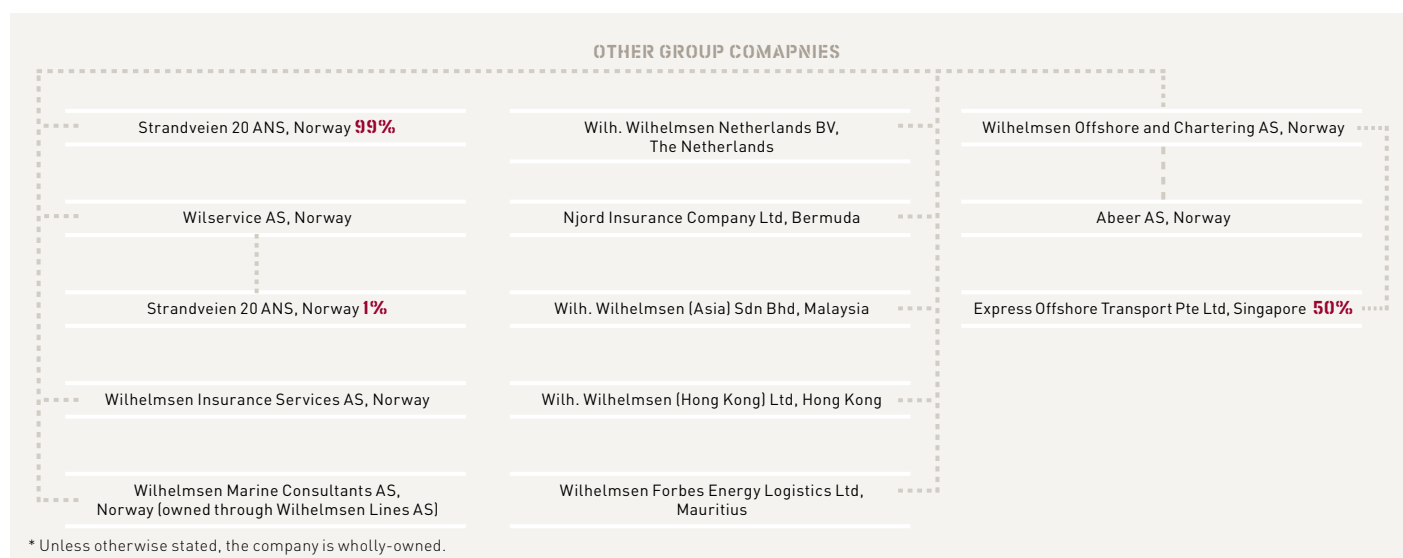 OTHER GROUP COMAPNIES
Strandveien 20 ANS, Norway 99%
Wilservice AS, Norway
Strandveien 20 ANS, Norway 1%
Wilhelmsen Insurance Services AS, Norway
Wilhelmsen Marine Consultants AS,
Norway (owned through Wilhelmsen Lines AS)
Wilh. Wilhelmsen Netherlands BV,
The Netherlands
Njord Insurance Company Ltd, Bermuda
Wilh. Wilhelmsen (Asia) Sdn Bhd, Malaysia
Wilh. Wilhelmsen (Hong Kong) Ltd, Hong Kong
Wilhelmsen Forbes Energy Logistics Ltd,
Mauritius
Wilhelmsen Offshore and Chartering AS, Norway
Abeer AS, Norway
Express Offshore Transport Pte Ltd, Singapore 50%
* Unless otherwise stated, the company is wholly-owned.